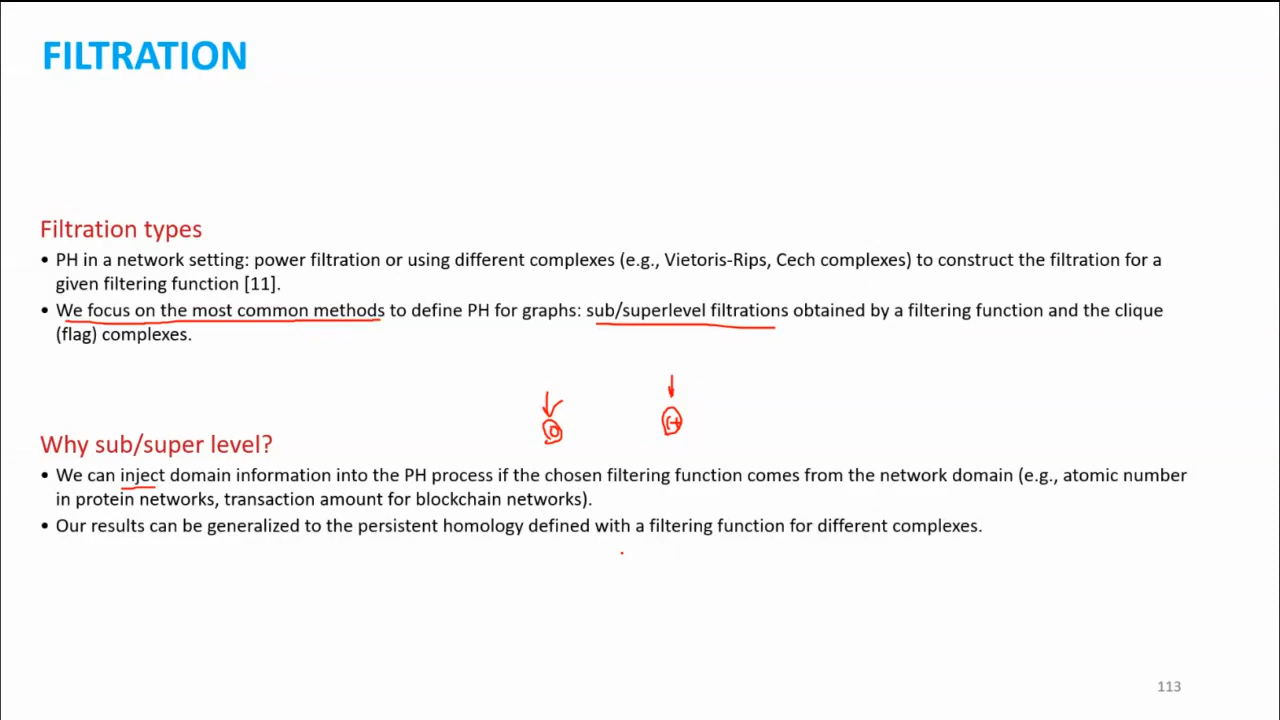 FILTRATION
Filtration types
• PH in a network setting: power filtration or using different complexes (e.g., Vietoris-Rips, Cech complexes) to construct the filtration for a
given filtering function [11].
• We focus on the most common methods to define PH for graphs: sub/superlevel filtrations obtained by a filtering function and the clique
(flag) complexes.
Why sub/super level?
• We can inject domain information into the PH process if the chosen filtering function comes from the network domain (e.g., atomic number
in protein networks, transaction amount for blockchain networks).
• Our results can be generalized to the persistent homology defined with a filtering function for different complexes.
113